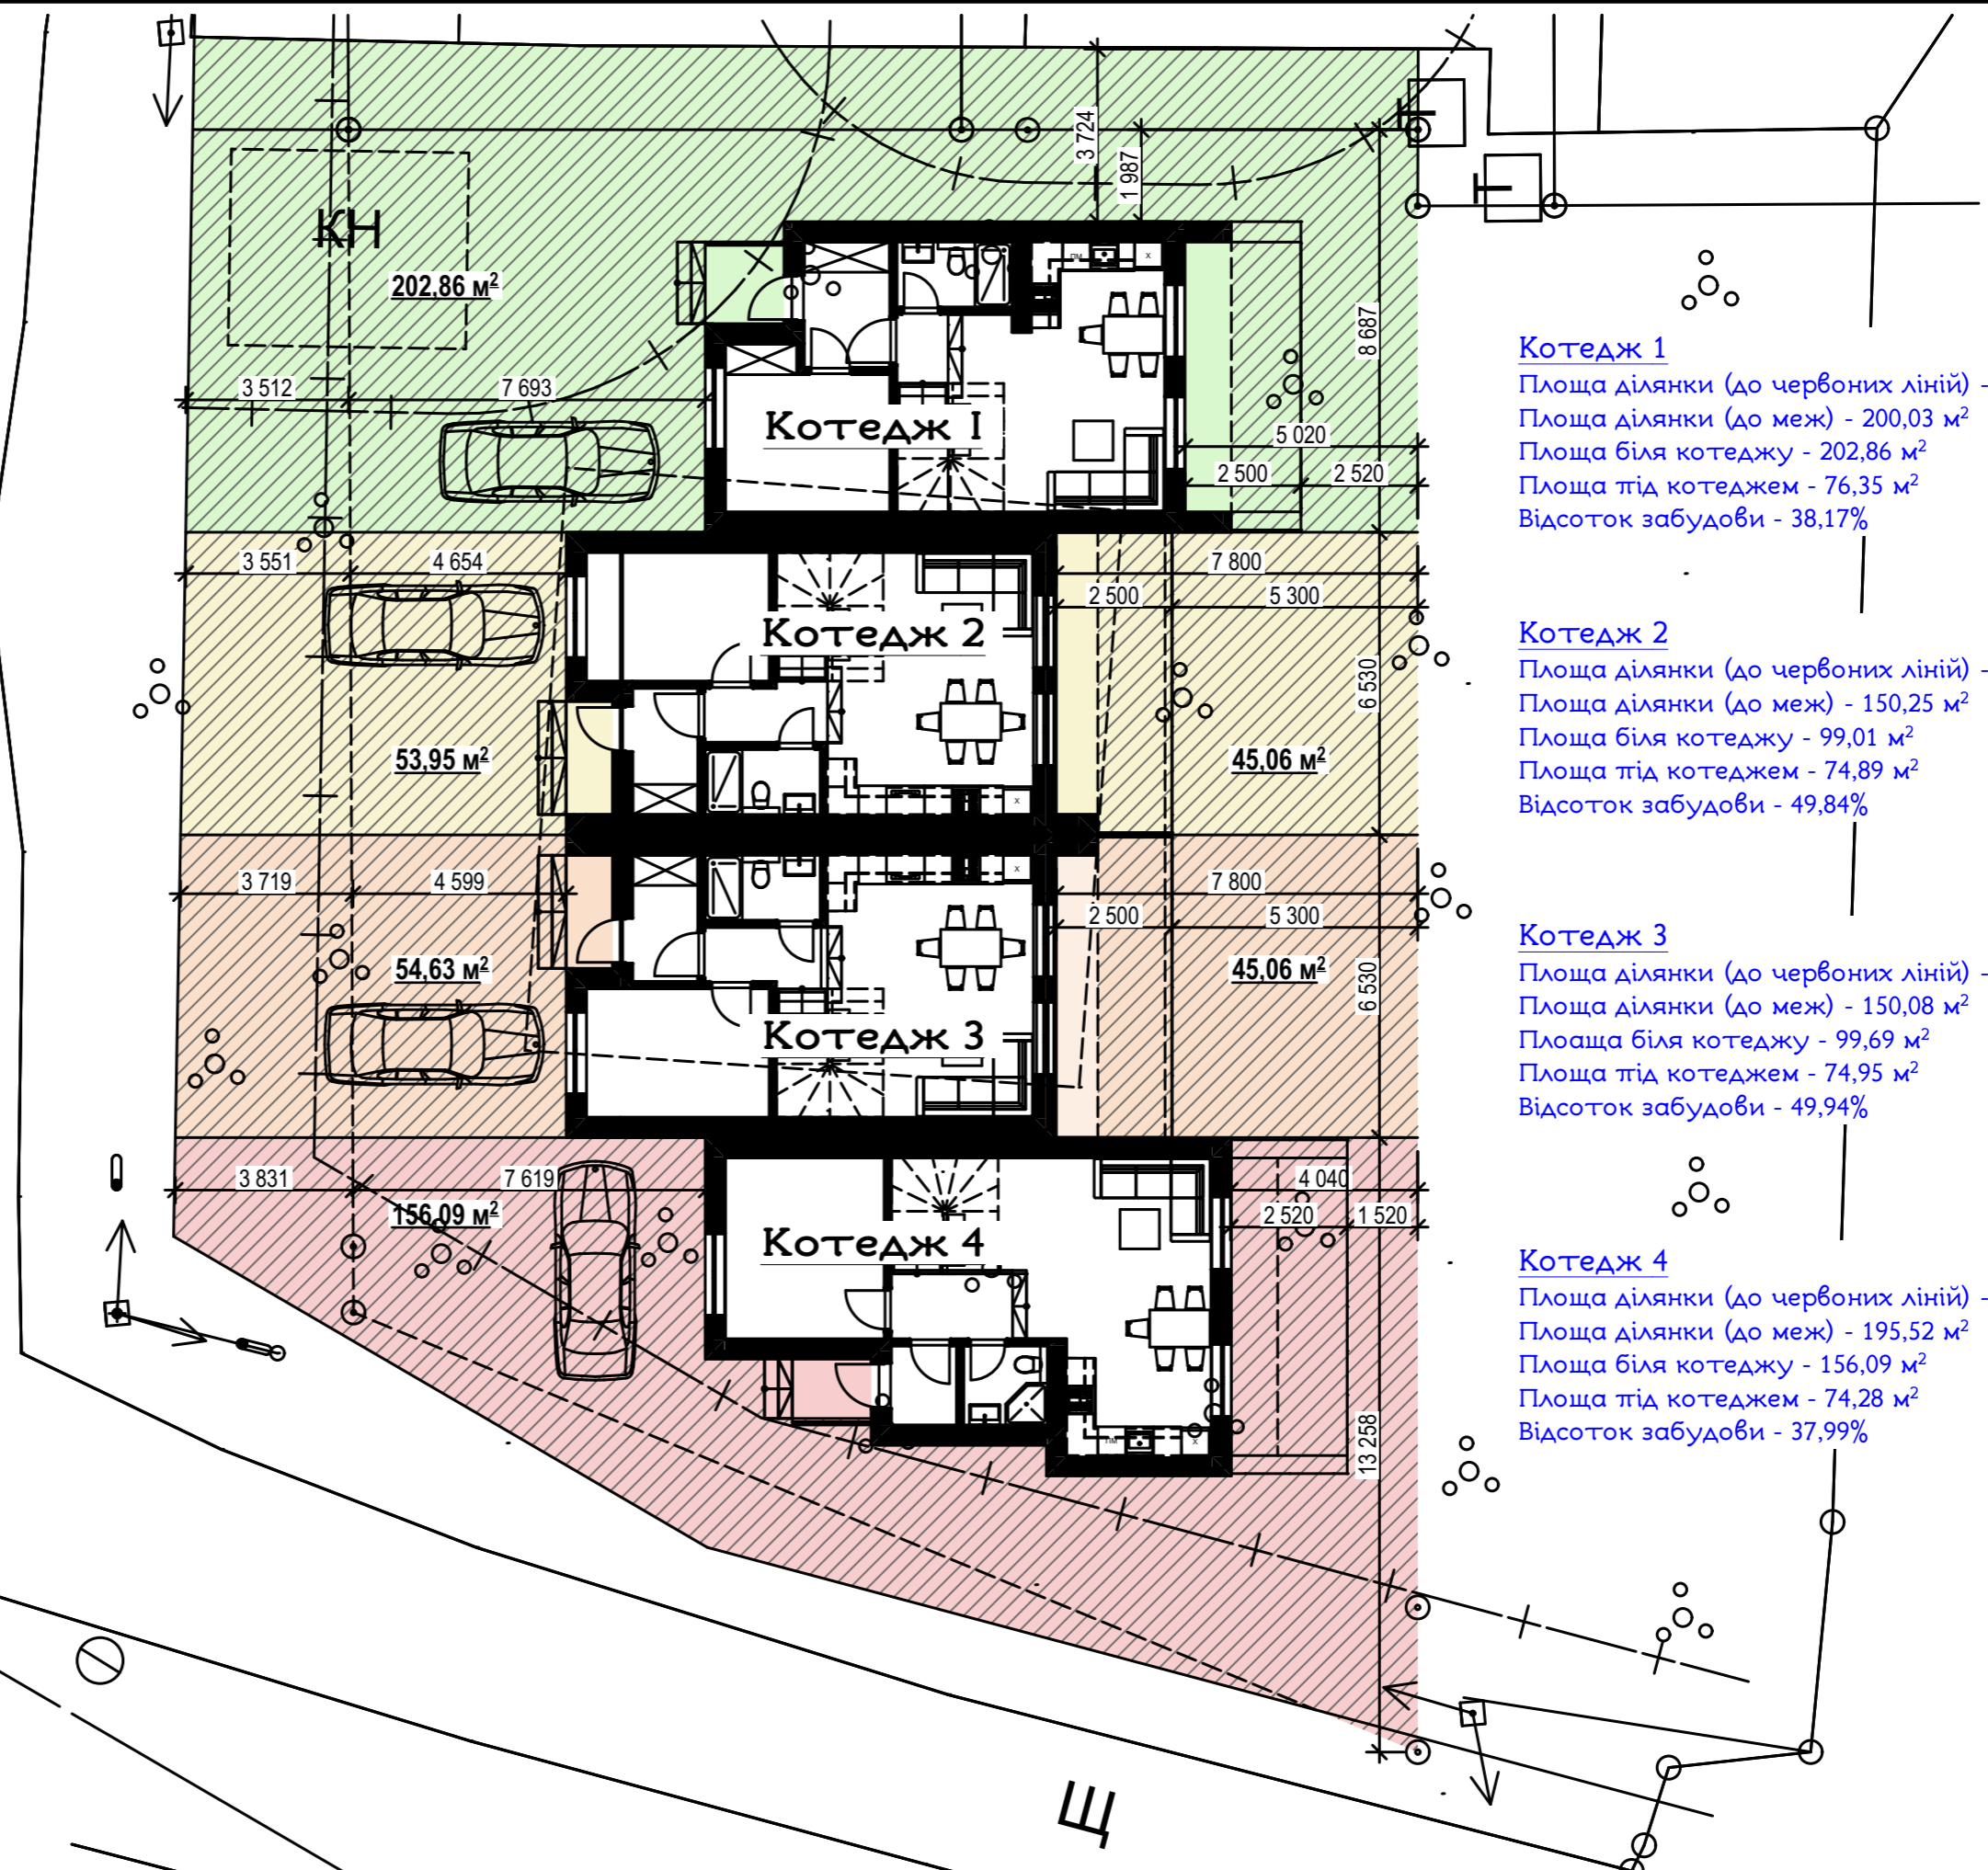 3 724
1 987
Т
Т
КН
202,86 м²
ПМ
х
8 687
3 512
7 693
Котедж 1
5 020
2 500
2 520
3 551
4 654
7 800
2 500
5 300
Котедж 2
6 530
53,95 м²
45,06 м²
х
х
3 719
4 599
7 800
2 500
5 300
54,63 м²
45,06 м²
6 530
Котедж 3
3 831
7 619
4 040
156,09 м²
2 520
1 520
Котедж 4
ПМ
х
13 258
Щ
Котедж 1
Площа ділянки (до червоних ліній) -
Площа ділянки (до меж) - 200,03 м²
Площа біля котеджу - 202,86 м²
Площа під котеджем - 76,35 м²
Відсоток забудови - 38,17%
Котедж 2
Площа ділянки (до червоних ліній) -
Площа ділянки (до меж) - 150,25 м²
Площа біля котеджу - 99,01 м²
Площа під котеджем - 74,89 м²
Відсоток забудови - 49,84%
Котедж 3
Площа ділянки (до червоних ліній) -
Площа ділянки (до меж) - 150,08 м²
Плоаща біля котеджу - 99,69 м²
Площа під котеджем - 74,95 м²
Відсоток забудови - 49,94%
Котедж 4
Площа ділянки (до червоних ліній) -
Площа ділянки (до меж) - 195,52 м²
Площа біля котеджу - 156,09 м²
Площа під котеджем - 74,28 м²
Відсоток забудови - 37,99%